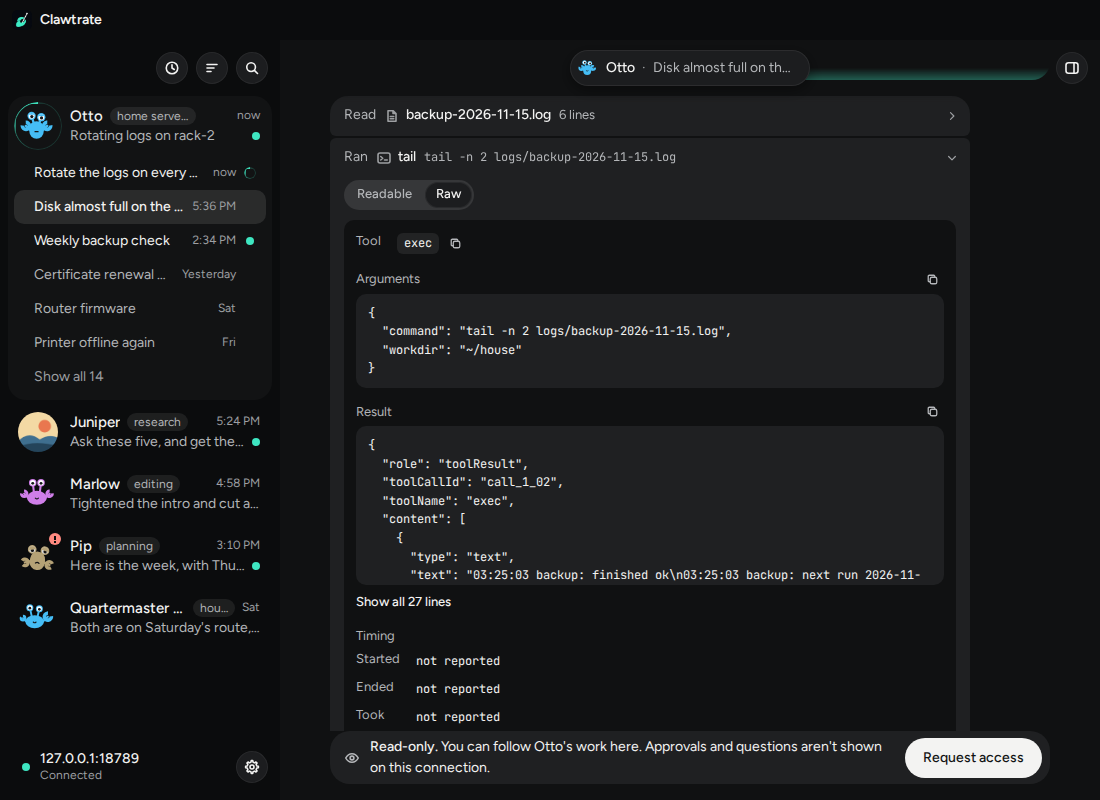 Clawtrate
Otto · Disk almost full on th…
Otto home serve… now
Rotating logs on rack-2
Rotate the logs on every … now
Disk almost full on the … 5:36 PM
Weekly backup check 2:34 PM
Certificate renewal … Yesterday
Router firmware Sat
Printer offline again Fri
Show all 14
Juniper research 5:24 PM
Ask these five, and get the…
Marlow editing 4:58 PM
Tightened the intro and cut a…
Pip planning 3:10 PM
Here is the week, with Thu…
Quartermaster … hou… Sat
Both are on Saturday's route,…
127.0.0.1:18789
Connected
Read backup-2026-11-15.log 6 lines
Ran tail tail -n 2 logs/backup-2026-11-15.log
Readable Raw
Tool exec
Arguments
{
"command": "tail -n 2 logs/backup-2026-11-15.log",
"workdir": "~/house"
}
Result
{
"role": "toolResult",
"toolCallId": "call_1_02",
"toolName": "exec",
"content": [
{
"type": "text",
"text": "03:25:03 backup: finished ok\n03:25:03 backup: next run 2026-11-
Show all 27 lines
Timing
Started not reported
Ended not reported
Took not reported
Read-only. You can follow Otto's work here. Approvals and questions aren't shown
on this connection.
Request access